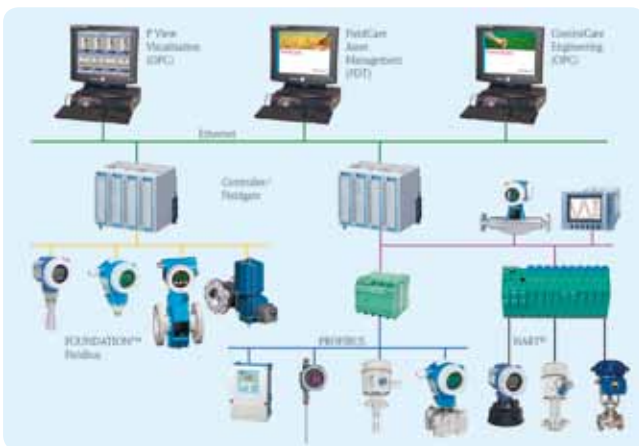 P View
Visualisation
(OPC)
FieldCare
Asset
Management
(FDT)
ControlCare
Engineering
(OPC)
Ethernet
Controller/
Fieldgate
FOUNDATION™
Fieldbus
PROFIBUS
HART®